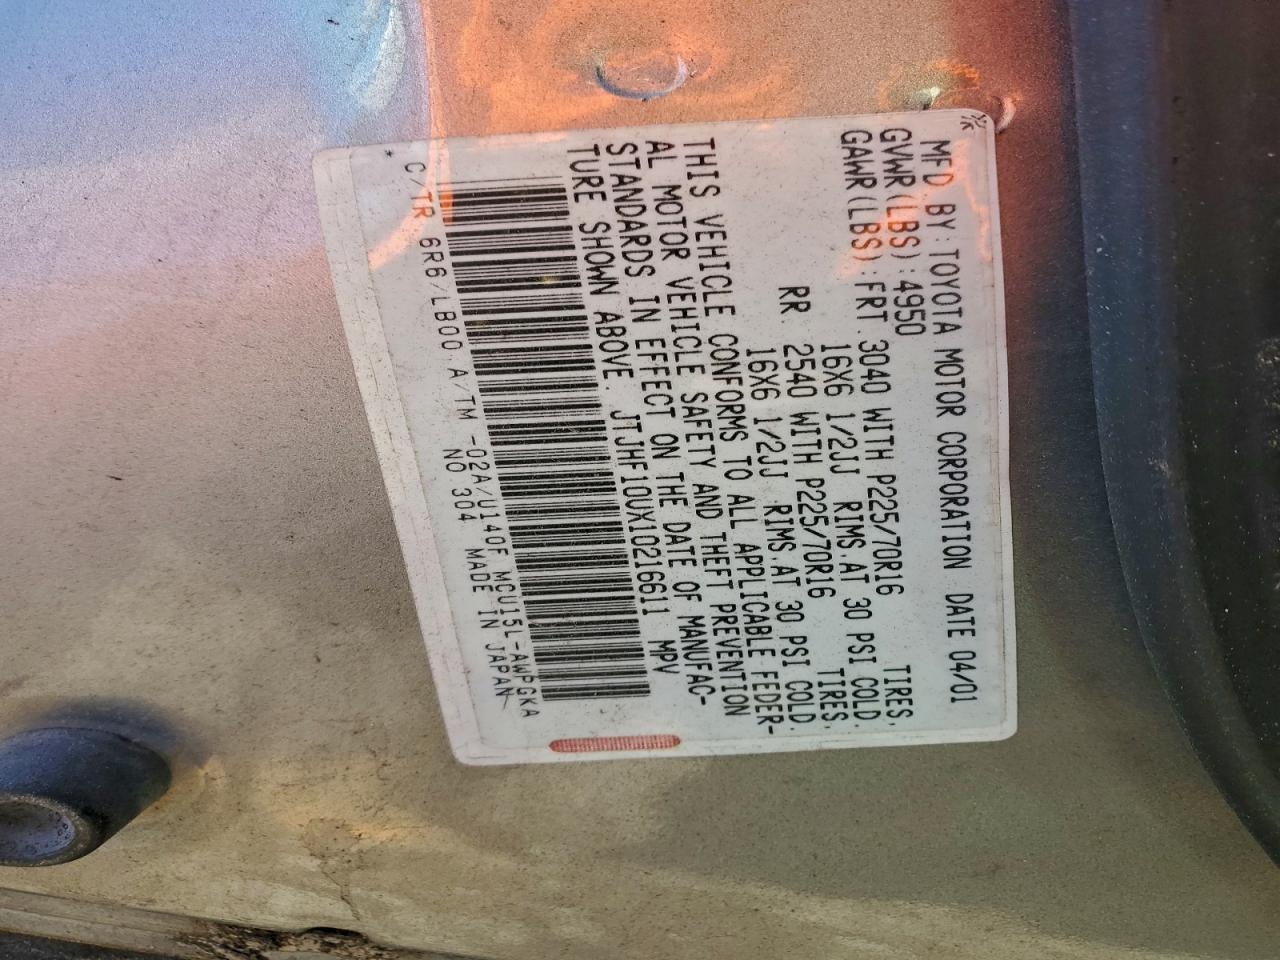 MFD.BY:TOYOTA MOTOR CORPORATION DATE 04/01
GVWR(LBS):4950
GAWR(LBS):FRT.3040 WITH P225/70R16 TIRES,
16X6 1/2JJ RIMS,AT 30 PSI COLD.
RR. 2540 WITH P225/70R16 TIRES,
16X6 1/2JJ RIMS,AT 30 PSI COLD.
THIS VEHICLE CONFORMS TO ALL APPLICABLE FEDER-
AL MOTOR VEHICLE SAFETY AND THEFT PREVENTION
STANDARDS IN EFFECT ON THE DATE OF MANUFAC-
TURE SHOWN ABOVE. JTJHF10UX10216611 MPV
C/TR 6R6/LB00 A/TM -02A/U140F MCU15L-AWPGKA
NO.304 MADE IN JAPAN